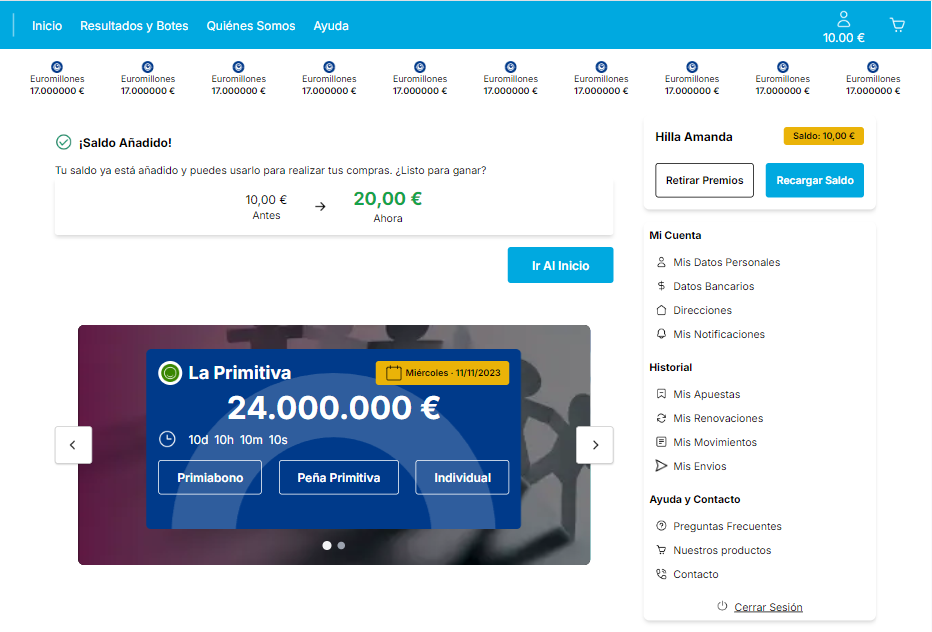 Inicio Resultados y Botes Quiénes Somos Ayuda
10.00 €
Euromillones Euromillones Euromillones Euromillones Euromillones Euromillones Euromillones Euromillones Euromillones Euromillones
17.000000 € 17.000000 € 17.000000 € 17.000000 € 17.000000 € 17.000000 € 17.000000 € 17.000000 € 17.000000 € 17.000000 €
¡Saldo Añadido!
Tu saldo ya está añadido y puedes usarlo para realizar tus compras. ¿Listo para ganar?
10,00 € → 20,00 €
Antes Ahora
Ir Al Inicio
La Primitiva
Miércoles · 11/11/2023
24.000.000 €
10d 10h 10m 10s
Primiabono Peña Primitiva Individual
Hilla Amanda
Saldo: 10,00 €
Retirar Premios Recargar Saldo
Mi Cuenta
Mis Datos Personales
Datos Bancarios
Direcciones
Mis Notificaciones
Historial
Mis Apuestas
Mis Renovaciones
Mis Movimientos
Mis Envios
Ayuda y Contacto
Preguntas Frecuentes
Nuestros productos
Contacto
Cerrar Sesión